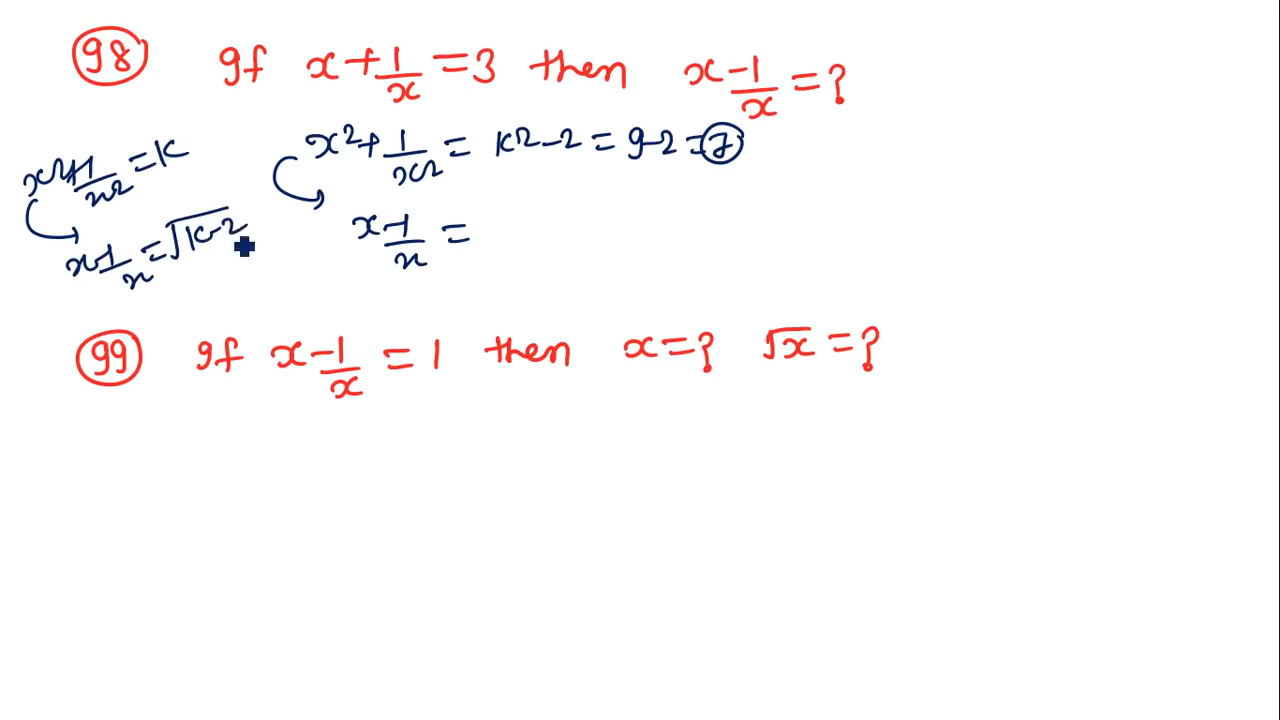 98 If x + 1/x = 3 then x - 1/x = ?
x² + 1/x² = k
x² + 1/x² = k² - 2 = 9 - 2 = 7
x - 1/x = √k-2
x - 1/x =
99 If x - 1/x = 1 then x = ? √x = ?